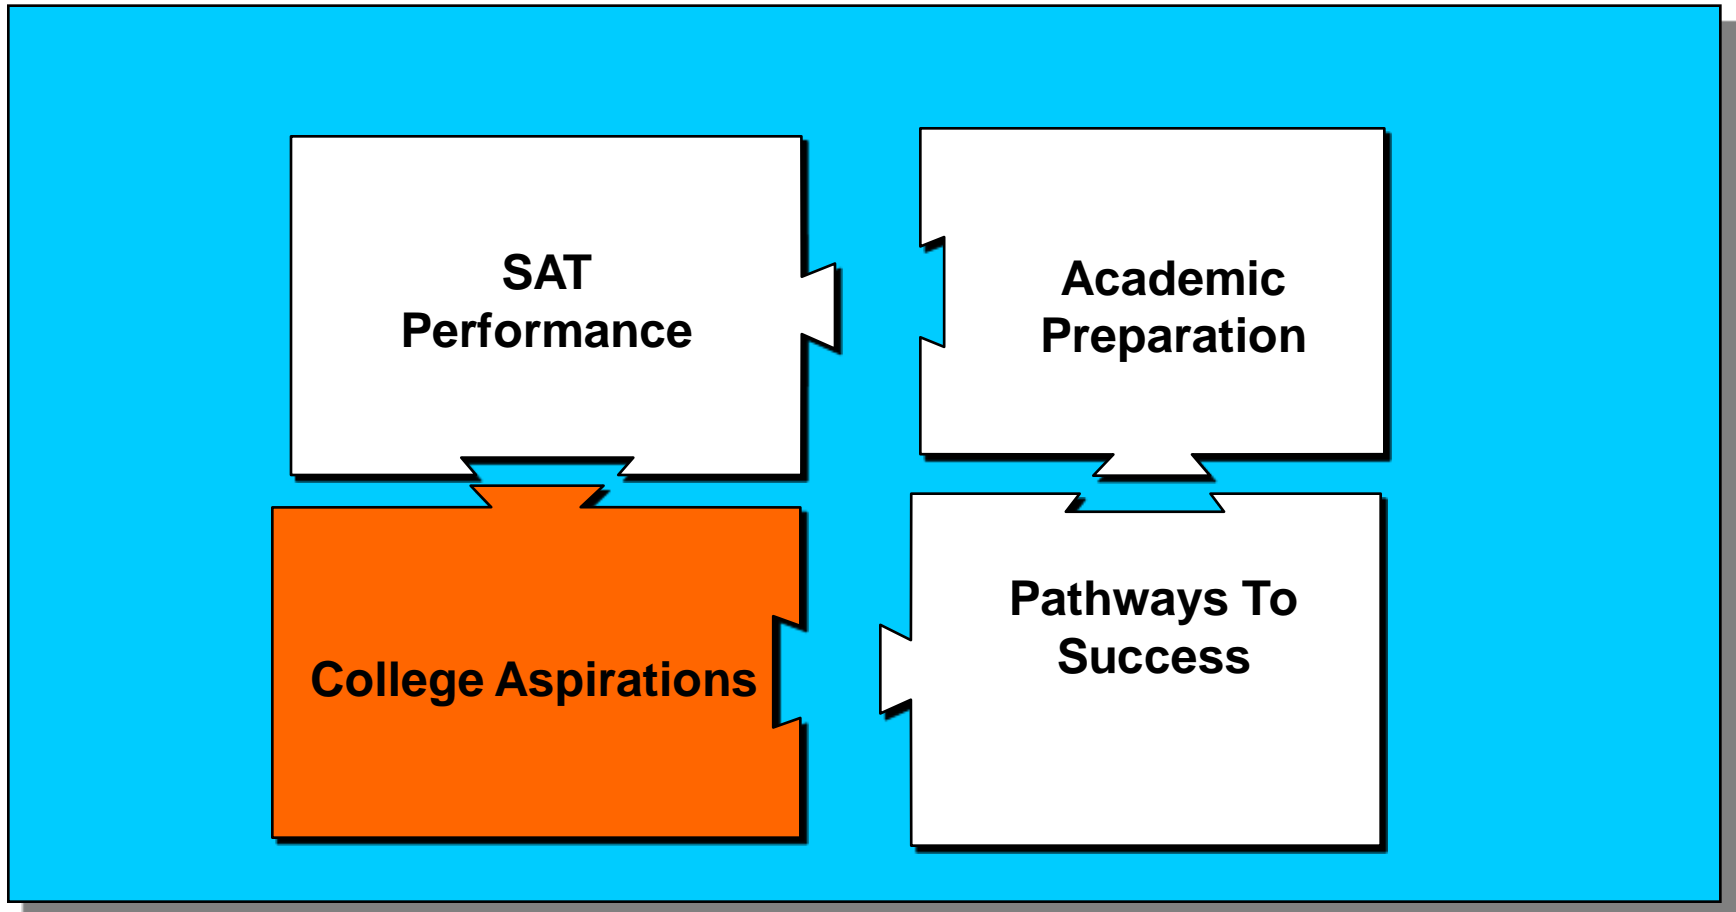 SAT
Performance
Academic
Preparation
College Aspirations
Pathways To
Success